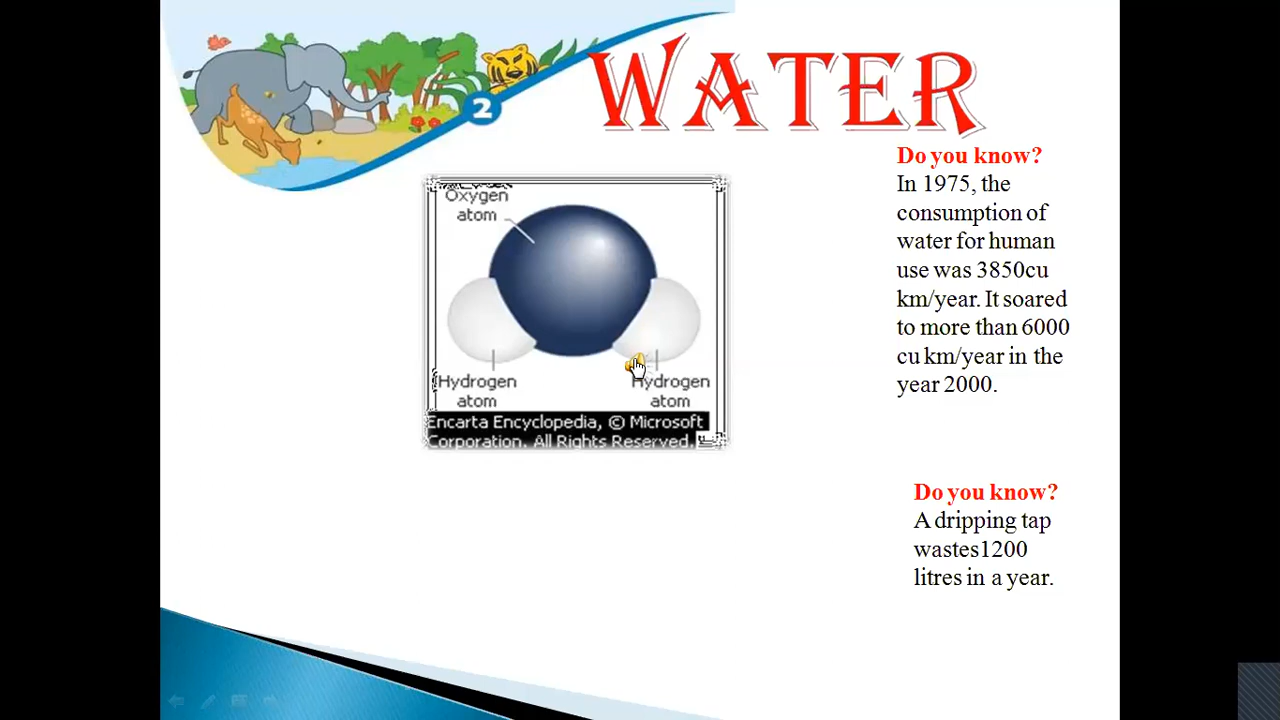 WATER
2
Do you know?
In 1975, the
consumption of
water for human
use was 3850cu
km/year. It soared
to more than 6000
cu km/year in the
year 2000.
Oxygen
atom
Hydrogen
atom
Hydrogen
atom
Encarta Encyclopedia, © Microsoft
Corporation. All Rights Reserved.
Do you know?
A dripping tap
wastes1200
litres in a year.